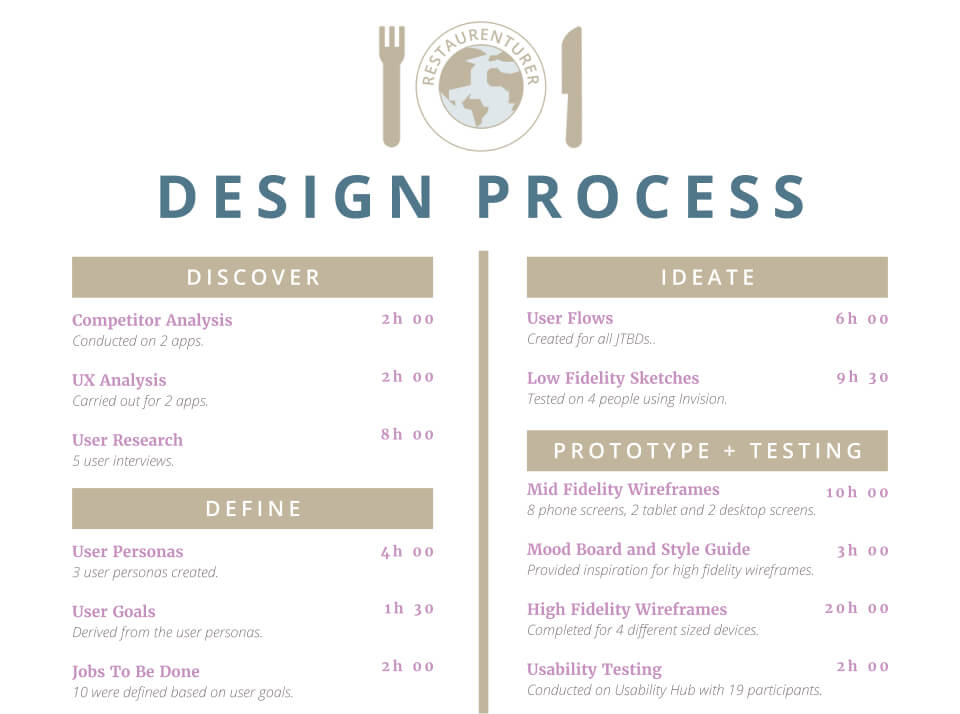 RESTAURENTURER
DESIGN PROCESS
DISCOVER
Competitor Analysis 2h 00
Conducted on 2 apps.
UX Analysis 2h 00
Carried out for 2 apps.
User Research 8h 00
5 user interviews.
DEFINE
User Personas 4h 00
3 user personas created.
User Goals 1h 30
Derived from the user personas.
Jobs To Be Done 2h 00
10 were defined based on user goals.
IDEATE
User Flows 6h 00
Created for all JTBDs..
Low Fidelity Sketches 9h 30
Tested on 4 people using Invision.
PROTOTYPE + TESTING
Mid Fidelity Wireframes 10h 00
8 phone screens, 2 tablet and 2 desktop screens.
Mood Board and Style Guide 3h 00
Provided inspiration for high fidelity wireframes.
High Fidelity Wireframes 20h 00
Completed for 4 different sized devices.
Usability Testing 2h 00
Conducted on Usability Hub with 19 participants.